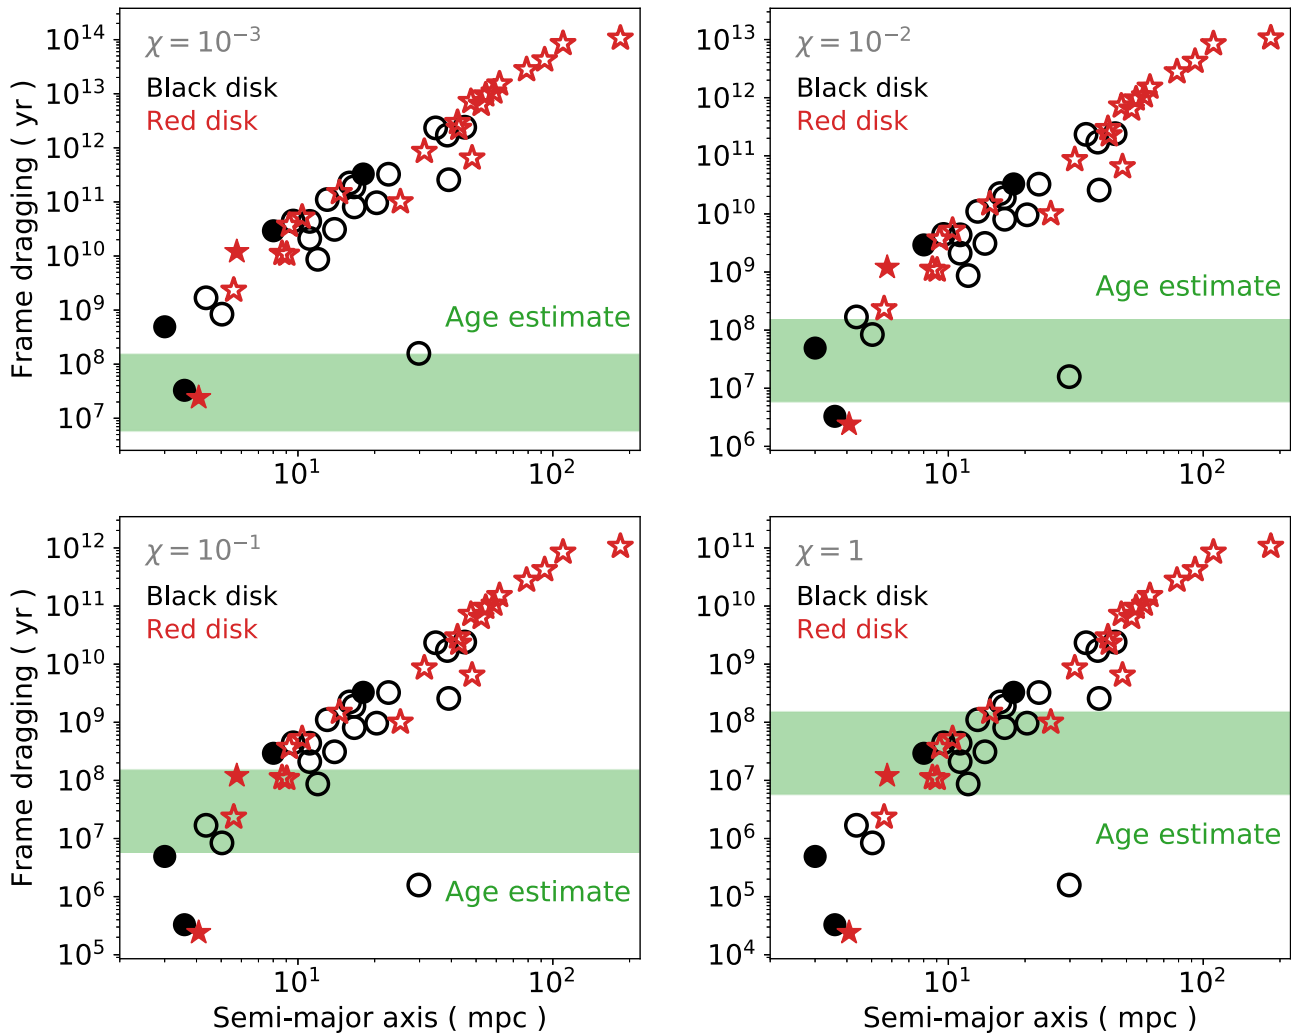 Frame dragging ( yr )
10¹⁴
10¹³
10¹²
10¹¹
10¹⁰
10⁹
10⁸
10⁷
χ = 10⁻³
Black disk
Red disk
Age estimate
10¹
10²
10¹³
10¹²
10¹¹
10¹⁰
10⁹
10⁸
10⁷
10⁶
χ = 10⁻²
Black disk
Red disk
Age estimate
10¹
10²
Frame dragging ( yr )
10¹²
10¹¹
10¹⁰
10⁹
10⁸
10⁷
10⁶
10⁵
χ = 10⁻¹
Black disk
Red disk
Age estimate
10¹
10²
Semi-major axis ( mpc )
10¹¹
10¹⁰
10⁹
10⁸
10⁷
10⁶
10⁵
10⁴
χ = 1
Black disk
Red disk
Age estimate
10¹
10²
Semi-major axis ( mpc )